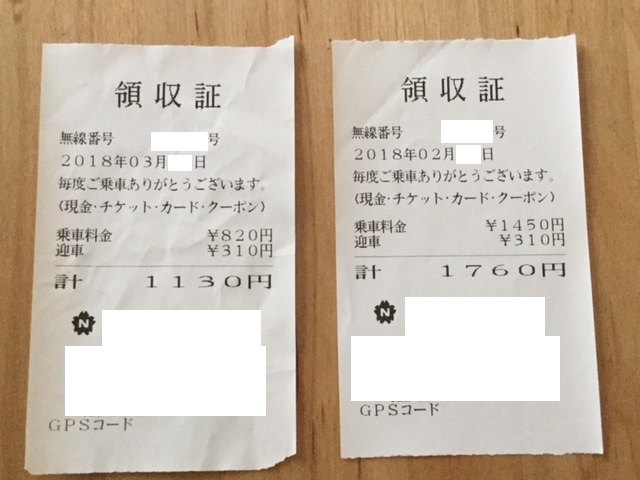 領収証
無線番号 号
2018年03月 日
毎度ご乗車ありがとうございます。
(現金・チケット・カード・クーポン)
乗車料金 ¥820円
迎車 ¥310円
計 1130円
N
GPSコード
領収証
無線番号 号
2018年02月 日
毎度ご乗車ありがとうございます。
(現金・チケット・カード・クーポン)
乗車料金 ¥1450円
迎車 ¥310円
計 1760円
N
GPSコード